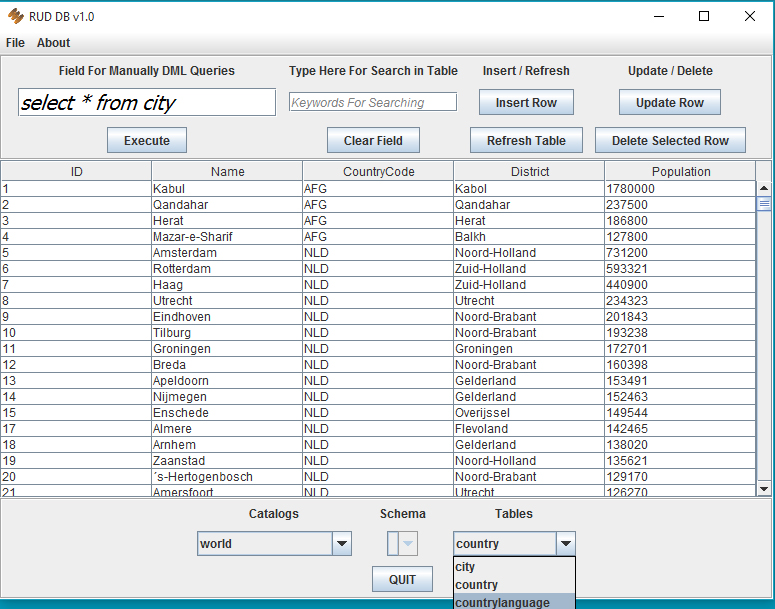 RUD DB v1.0
File About
Field For Manually DML Queries Type Here For Search in Table Insert / Refresh Update / Delete
select * from city Keywords For Searching Insert Row Update Row
Execute Clear Field Refresh Table Delete Selected Row
ID Name CountryCode District Population
1 Kabul AFG Kabol 1780000
2 Qandahar AFG Qandahar 237500
3 Herat AFG Herat 186800
4 Mazar-e-Sharif AFG Balkh 127800
5 Amsterdam NLD Noord-Holland 731200
6 Rotterdam NLD Zuid-Holland 593321
7 Haag NLD Zuid-Holland 440900
8 Utrecht NLD Utrecht 234323
9 Eindhoven NLD Noord-Brabant 201843
10 Tilburg NLD Noord-Brabant 193238
11 Groningen NLD Groningen 172701
12 Breda NLD Noord-Brabant 160398
13 Apeldoorn NLD Gelderland 153491
14 Nijmegen NLD Gelderland 152463
15 Enschede NLD Overijssel 149544
17 Almere NLD Flevoland 142465
18 Arnhem NLD Gelderland 138020
19 Zaanstad NLD Noord-Holland 135621
20 ´s-Hertogenbosch NLD Noord-Brabant 129170
21 Amersfoort NLD Utrecht 126270
Catalogs Schema Tables
world country
city
QUIT country
countrylanguage